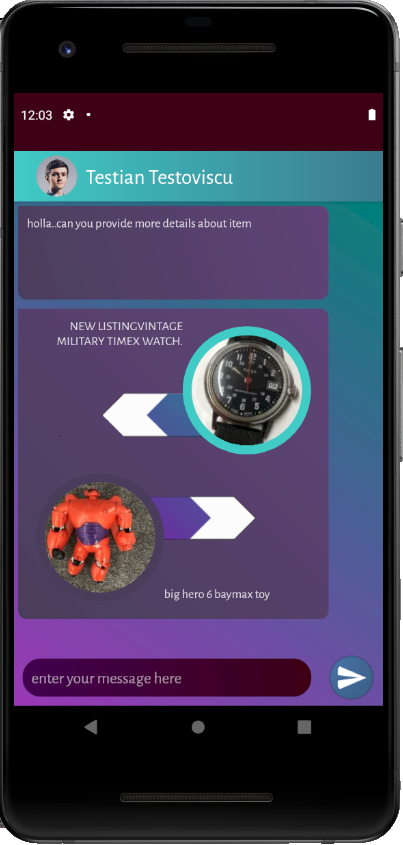 12:03
Testian Testoviscu
holla..can you provide more details about item
NEW LISTINGVINTAGE
MILITARY TIMEX WATCH.
big hero 6 baymax toy
enter your message here